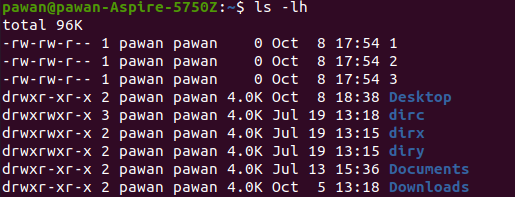 pawan@pawan-Aspire-5750Z:~$ ls -lh
total 96K
-rw-rw-r-- 1 pawan pawan    0 Oct  8 17:54 1
-rw-rw-r-- 1 pawan pawan    0 Oct  8 17:54 2
-rw-rw-r-- 1 pawan pawan    0 Oct  8 17:54 3
drwxr-xr-x 2 pawan pawan 4.0K Oct  8 18:38 Desktop
drwxrwxr-x 3 pawan pawan 4.0K Jul 19 13:18 dirc
drwxrwxr-x 2 pawan pawan 4.0K Jul 19 13:15 dirx
drwxrwxr-x 2 pawan pawan 4.0K Jul 19 13:15 diry
drwxr-xr-x 2 pawan pawan 4.0K Jul 13 15:36 Documents
drwxr-xr-x 2 pawan pawan 4.0K Oct  5 13:18 Downloads